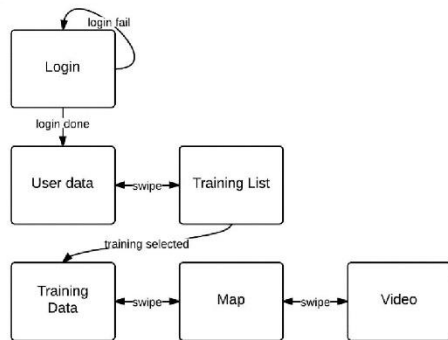 login fail
Login
login done
User data
swipe
Training List
training selected
Training
Data
swipe
Map
swipe
Video